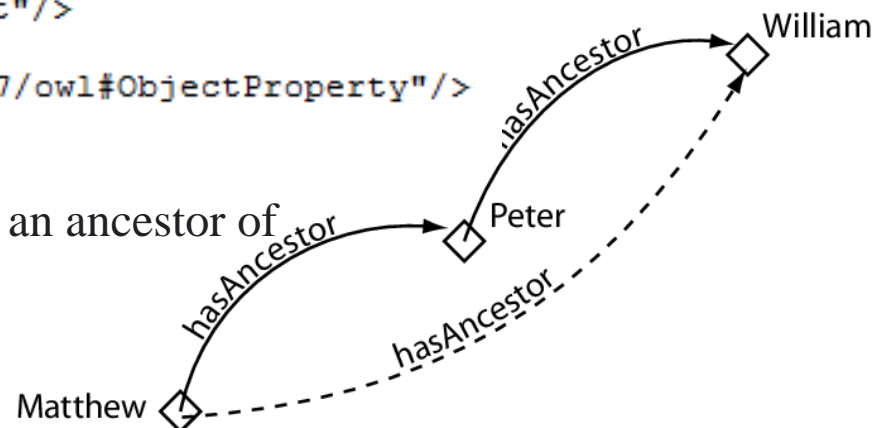 t"/>
William
hasAncestor
7/owl#ObjectProperty"/>
an ancestor of
Peter
hasAncestor
hasAncestor
Matthew